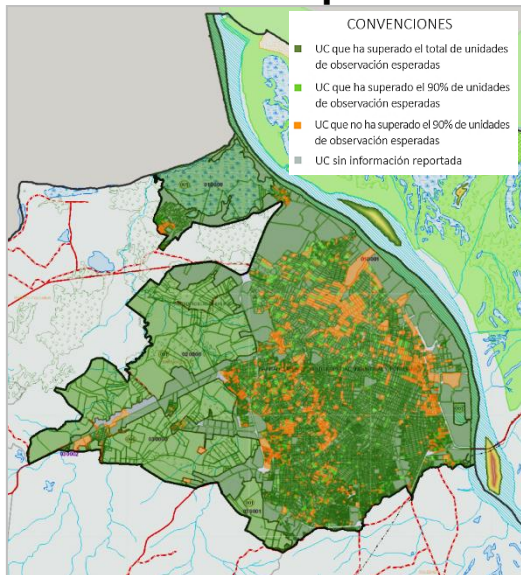 CONVENCIONES
UC que ha superado el total de unidades
de observación esperadas
UC que ha superado el 90% de unidades
de observación esperadas
UC que no ha superado el 90% de unidades
de observación esperadas
UC sin información reportada